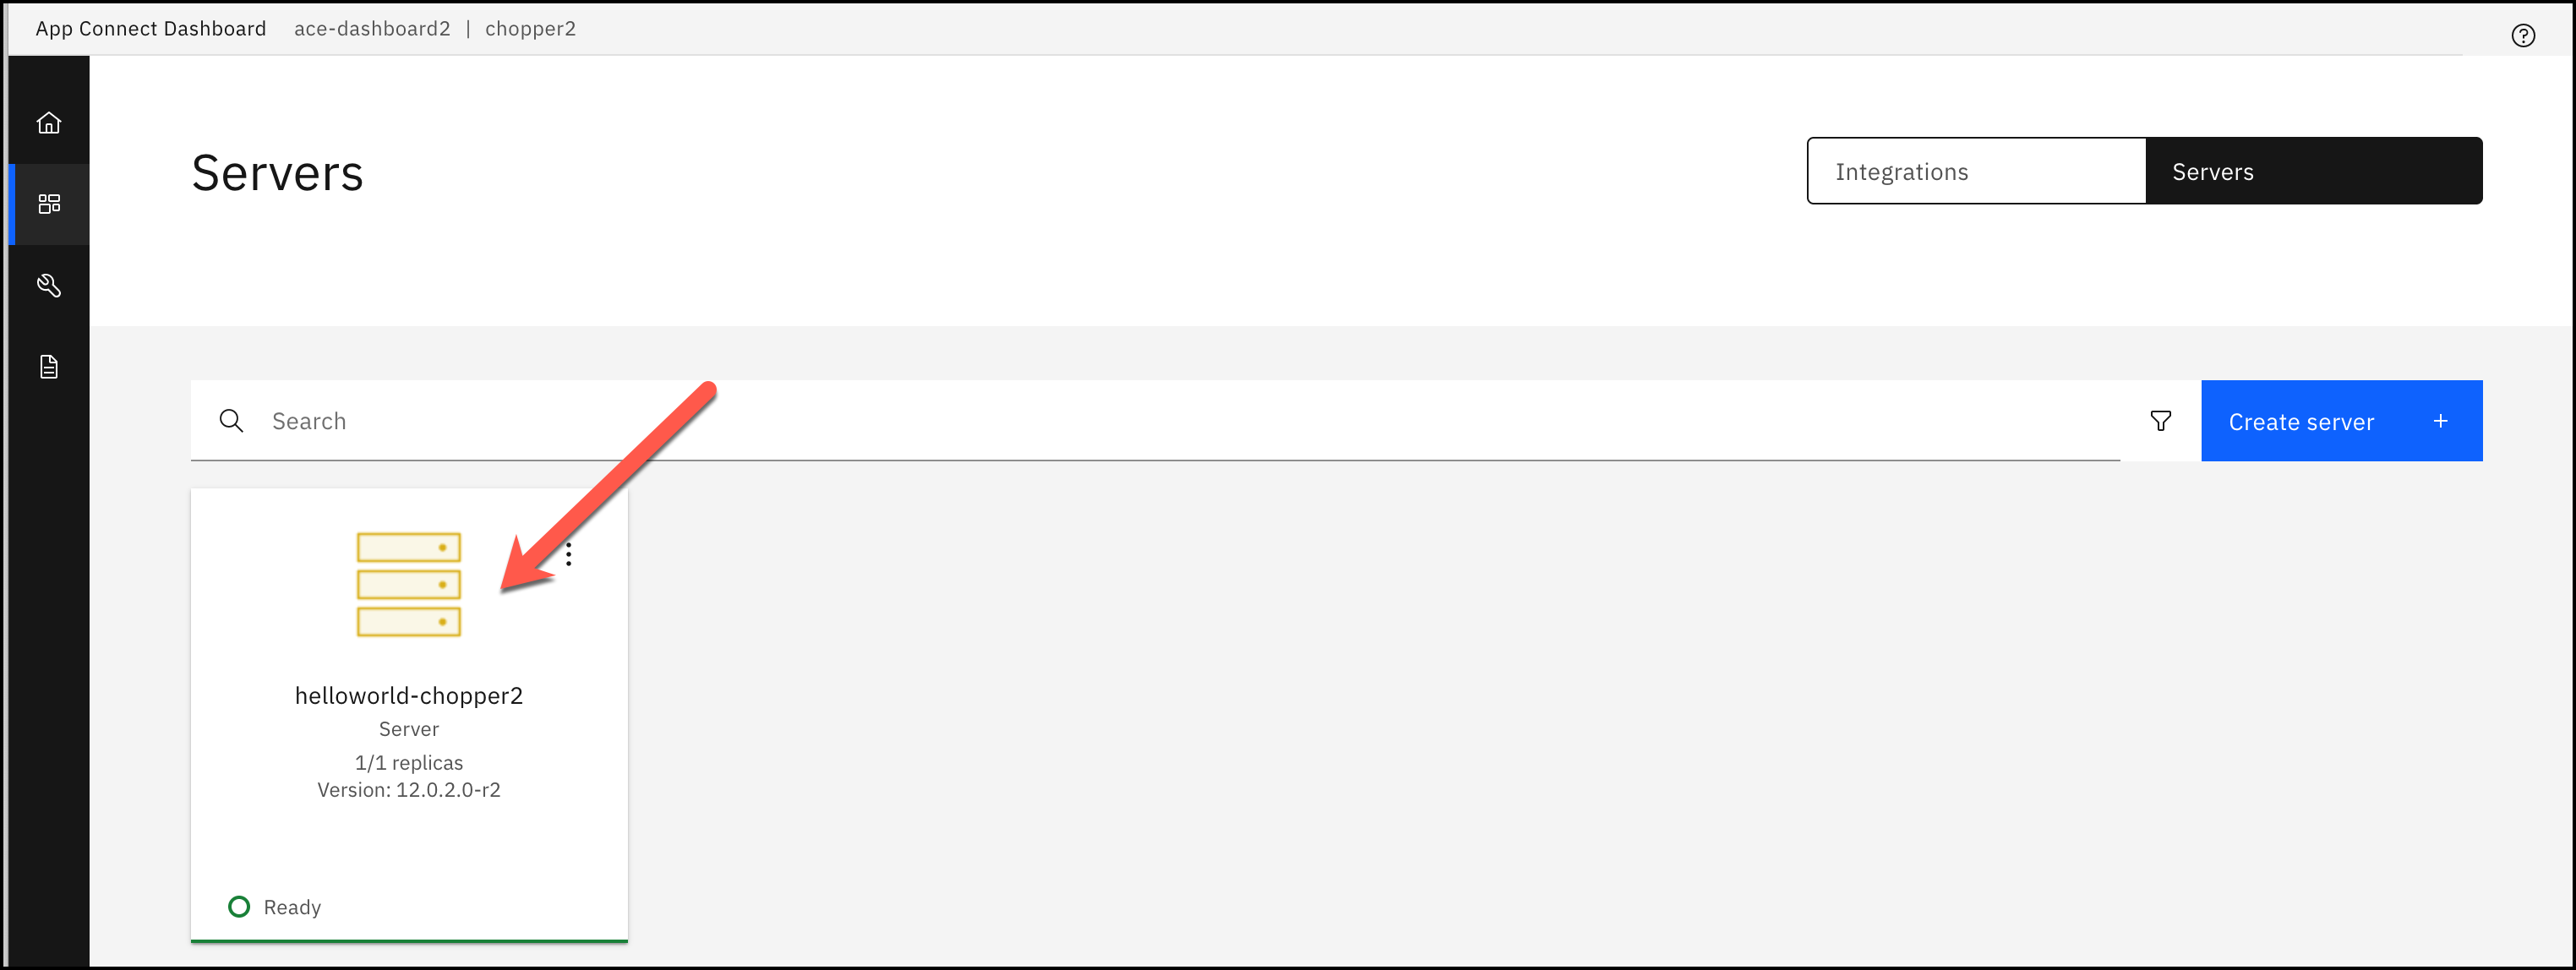 App Connect Dashboard ace-dashboard2 | chopper2
Servers
Integrations
Servers
Search
Create server +
helloworld-chopper2
Server
1/1 replicas
Version: 12.0.2.0-r2
Ready